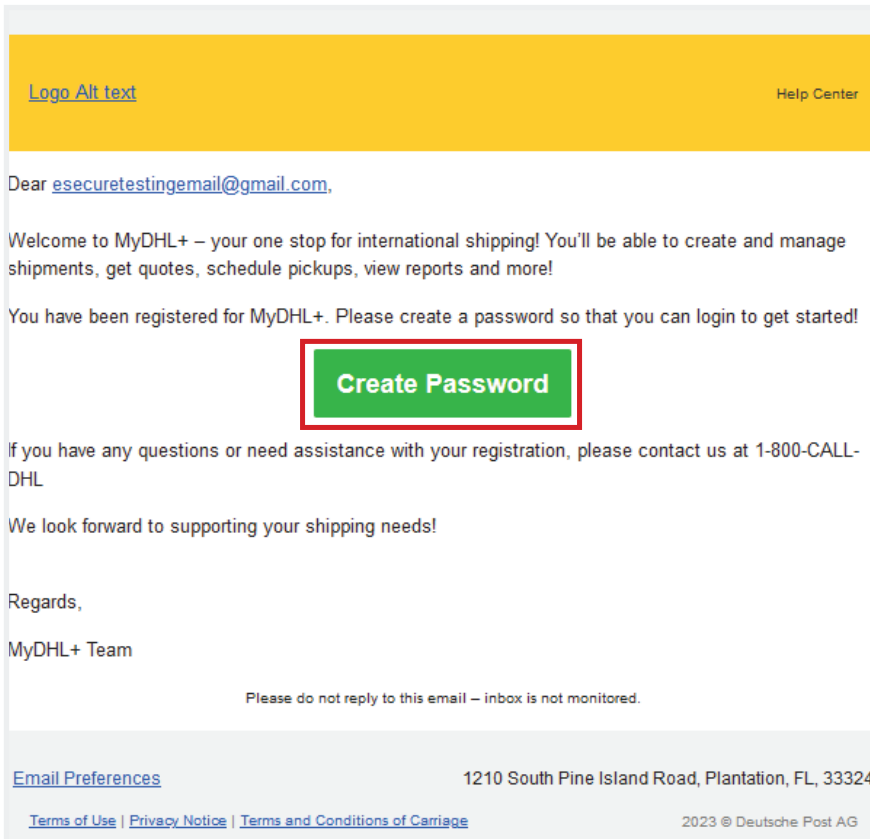 Logo Alt text
Help Center
Dear esecuretestingemail@gmail.com,
Welcome to MyDHL+ – your one stop for international shipping! You'll be able to create and manage
shipments, get quotes, schedule pickups, view reports and more!
You have been registered for MyDHL+. Please create a password so that you can login to get started!
Create Password
If you have any questions or need assistance with your registration, please contact us at 1-800-CALL-
DHL
We look forward to supporting your shipping needs!
Regards,
MyDHL+ Team
Please do not reply to this email – inbox is not monitored.
Email Preferences
1210 South Pine Island Road, Plantation, FL, 33324
Terms of Use | Privacy Notice | Terms and Conditions of Carriage
2023 © Deutsche Post AG